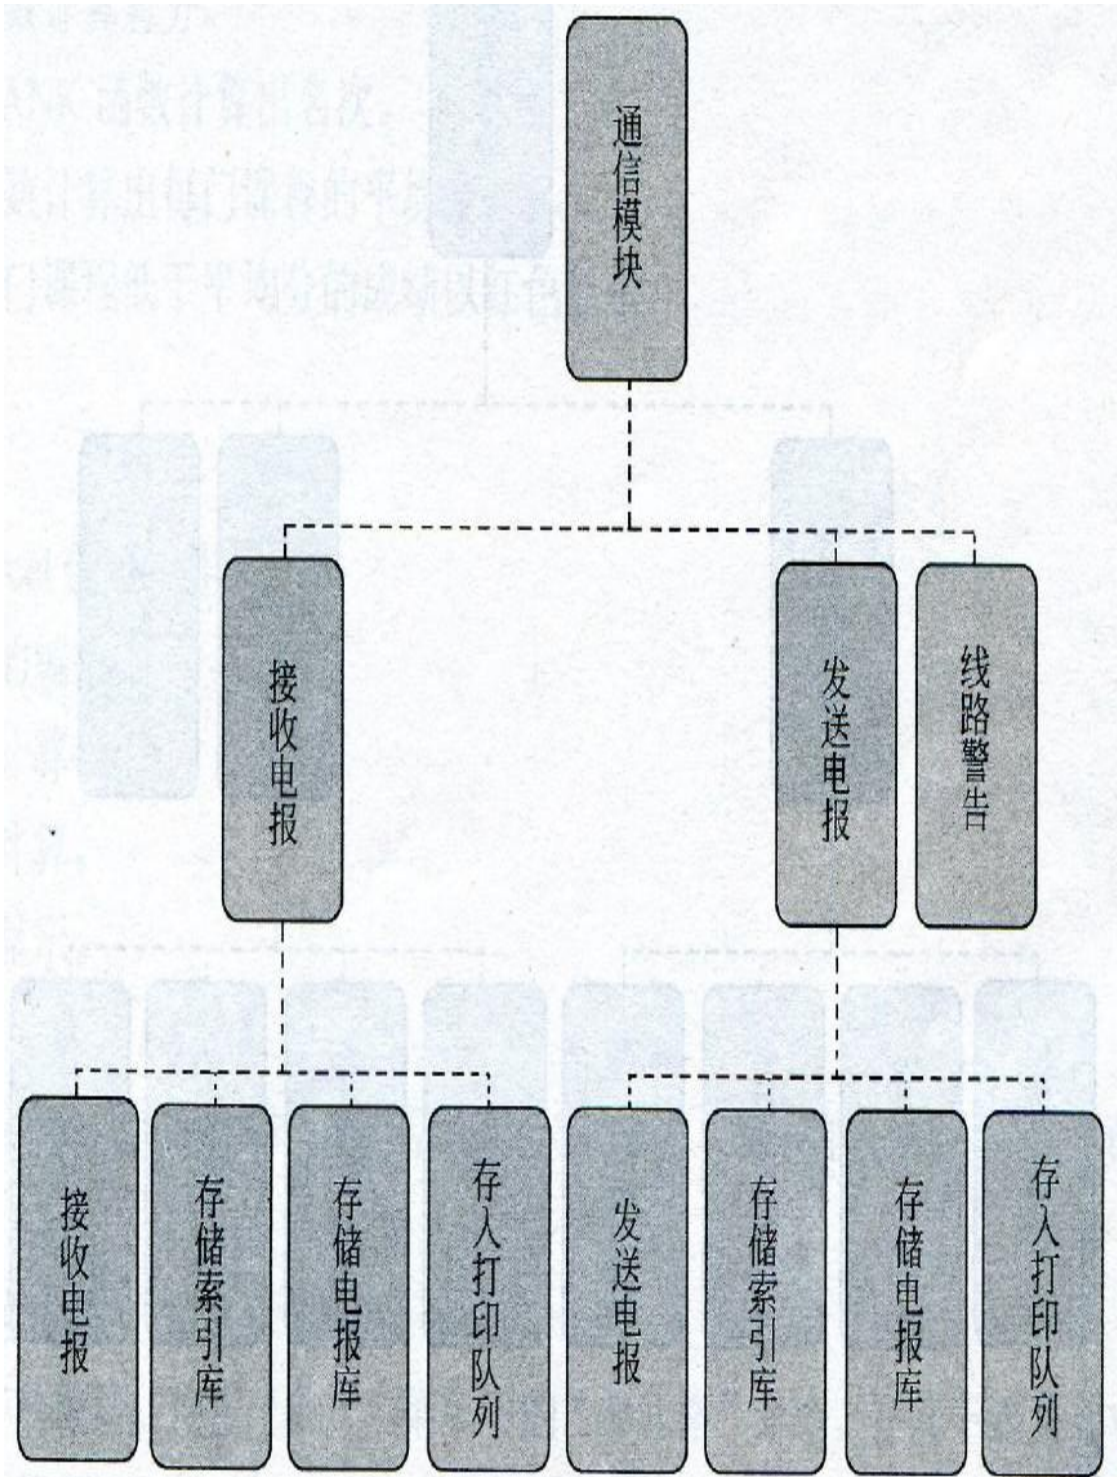 通信模块
接收电报
发送电报
线路警告
接收电报
存储索引库
存储电报库
存入打印队列
发送电报
存储索引库
存储电报库
存入打印队列